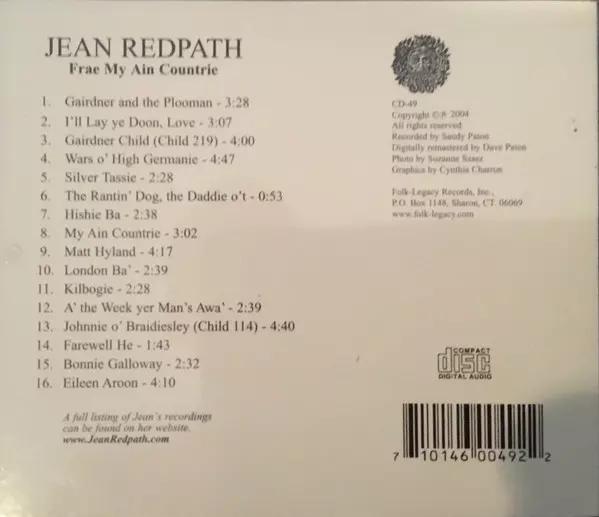 JEAN REDPATH
Frae My Ain Countrie
1. Gairdner and the Plooman - 3:28
2. I'll Lay ye Doon, Love - 3:07
3. Gairdner Child (Child 219) - 4:00
4. Wars o' High Germanie - 4:47
5. Silver Tassie - 2:28
6. The Rantin' Dog, the Daddie o't - 0:53
7. Hishie Ba - 2:38
8. My Ain Countrie - 3:02
9. Matt Hyland - 4:17
10. London Ba' - 2:39
11. Kilbogie - 2:28
12. A' the Week yer Man's Awa' - 2:39
13. Johnnie o' Braidiesley (Child 114) - 4:40
14. Farewell He - 1:43
15. Bonnie Galloway - 2:32
16. Eileen Aroon - 4:10
A full listing of Jean's recordings
can be found on her website.
www.JeanRedpath.com
CD-49
Copyright ©℗ 2004
All rights reserved
Recorded by Sandy Paton
Digitally remastered by Dave Paton
Photo by Suzanne
Graphics by Cynthia
Folk-Legacy Records, Inc.,
P.O. Box 1148, Sharon, CT. 06069
www.folk-legacy.com
COMPACT
disc
DIGITAL AUDIO
7 10146 00492 2